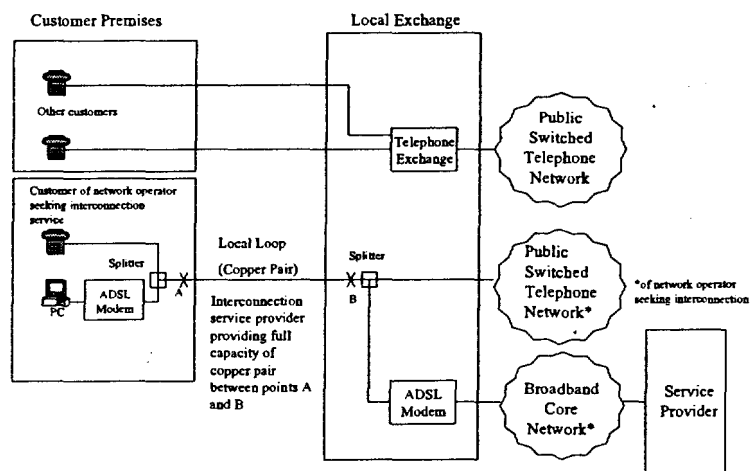 Customer Premises
Local Exchange
Other customers
Telephone
Exchange
Public
Switched
Telephone
Network
Customer of network operator
seeking interconnection
service
Splitter
PC
ADSL
Modem
A
Local Loop
(Copper Pair)
Interconnection
service provider
providing full
capacity of
copper pair
between points A
and B
Splitter
B
ADSL
Modem
Public
Switched
Telephone
Network*
*of network operator
seeking interconnection
Broadband
Core
Network*
Service
Provider